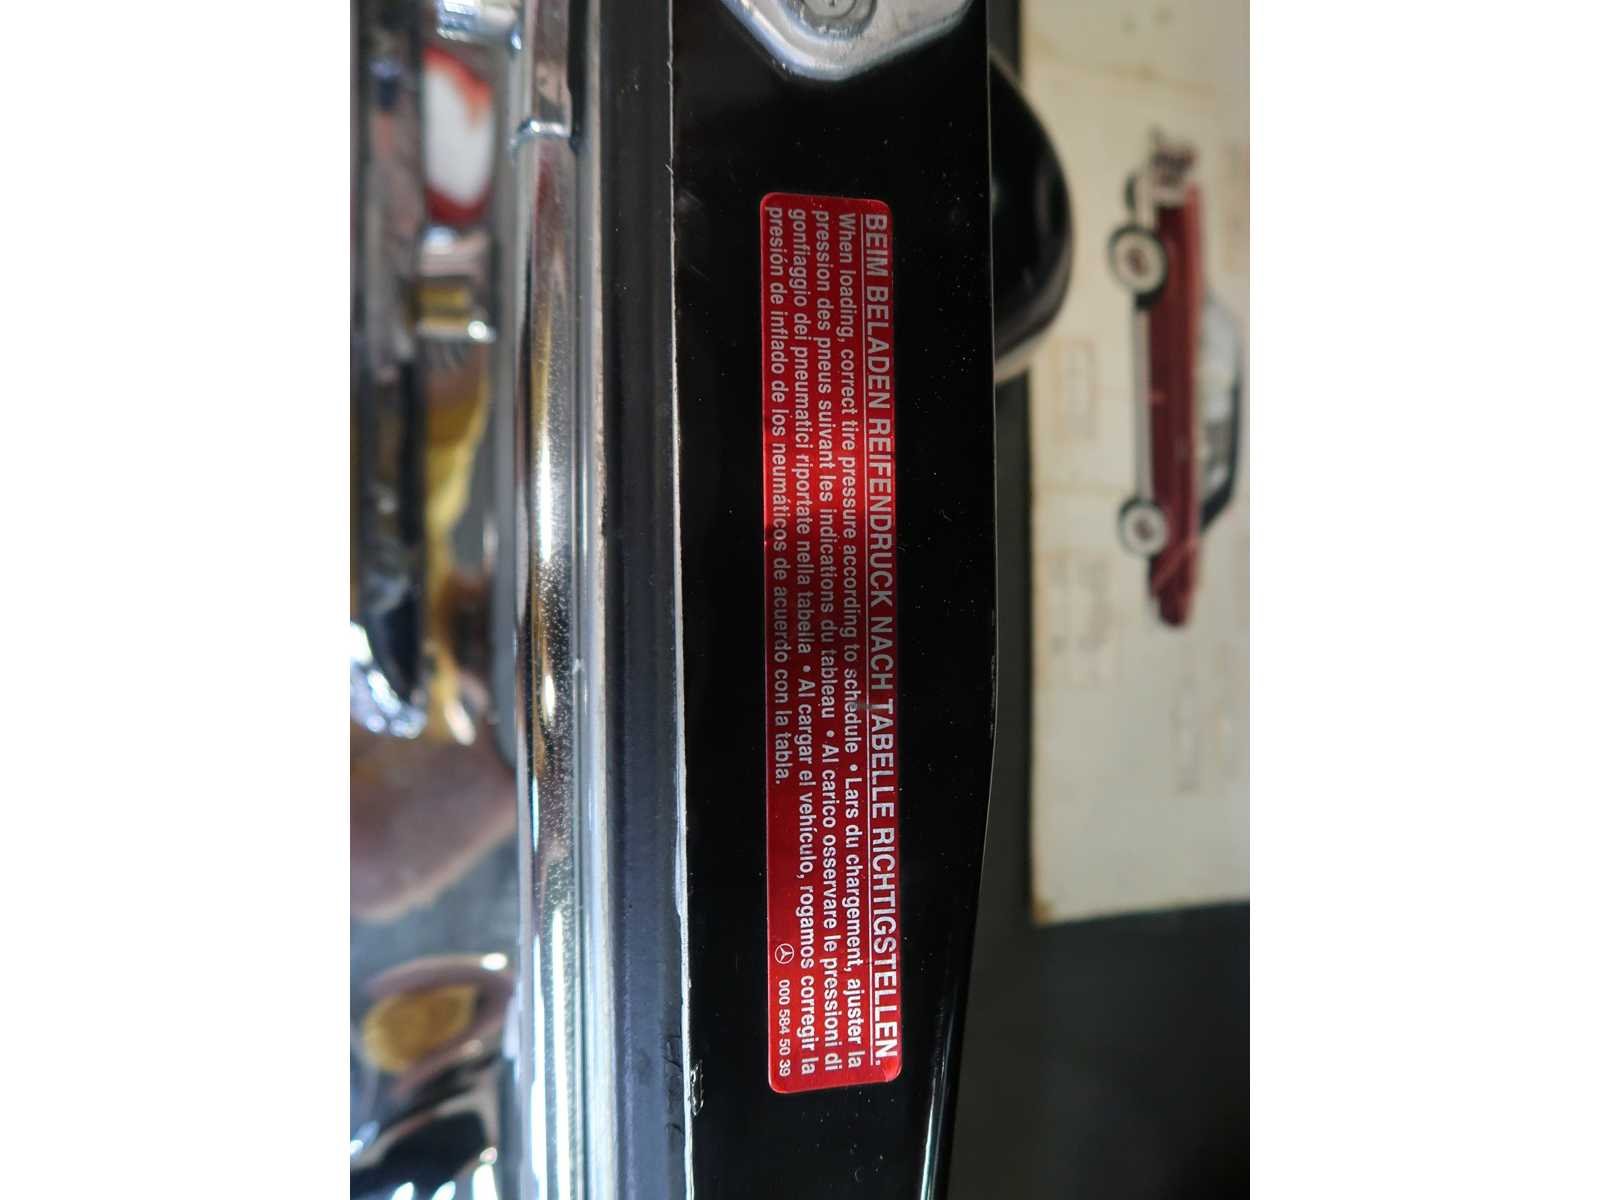 BEIM BELADEN REIFENDRUCK NACH TABELLE RICHTIGSTELLEN.
When loading, correct tire pressure according to schedule • Lars du chargement, ajuster la
pression des pneus suivant les indications du tableau • Al carico osservare le pressioni di
gonfiaggio dei pneumatici riportate nella tabella • Al cargar el vehículo, rogamos corregir la
presión de inflado de los neumáticos de acuerdo con la tabla.
000 584 50 39